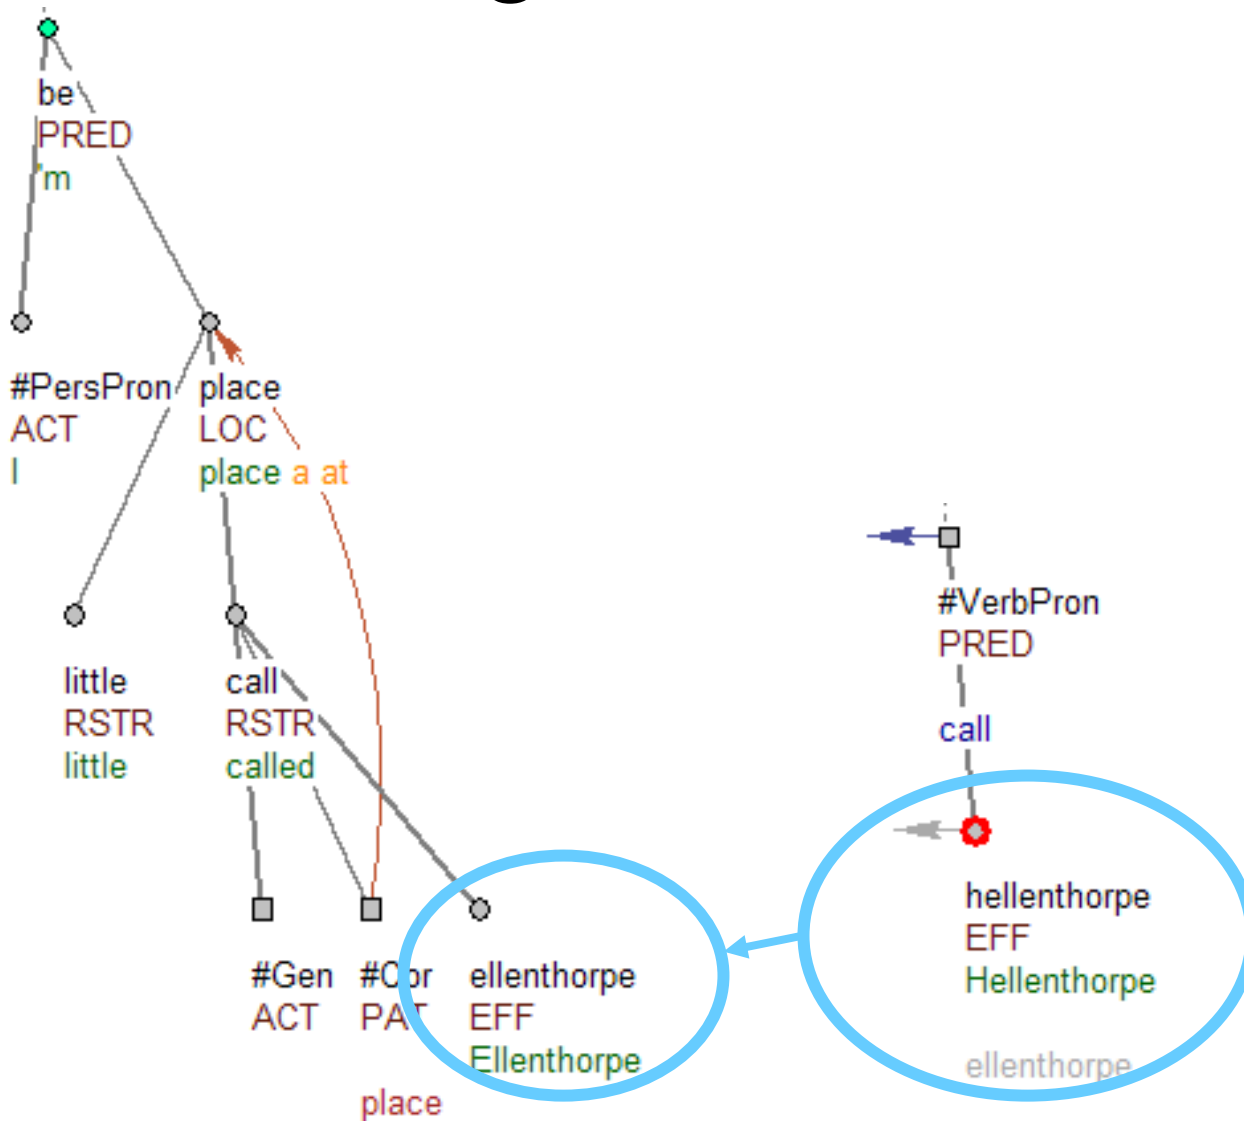 be
PRED
'm
#PersPron
ACT
I
place
LOC
place a at
little
RSTR
little
call
RSTR
called
#Gen
ACT
#Cor
PAT
place
ellenthorpe
EFF
Ellenthorpe
#VerbPron
PRED
call
hellenthorpe
EFF
Hellenthorpe
ellenthorpe